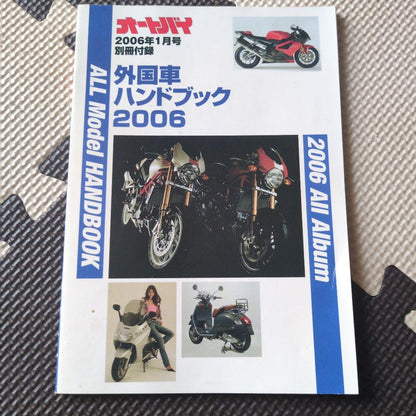 オートバイ
2006年1月号
別冊付録
外国車
ハンドブック
2006
ALL Model HANDBOOK
2006 All Album